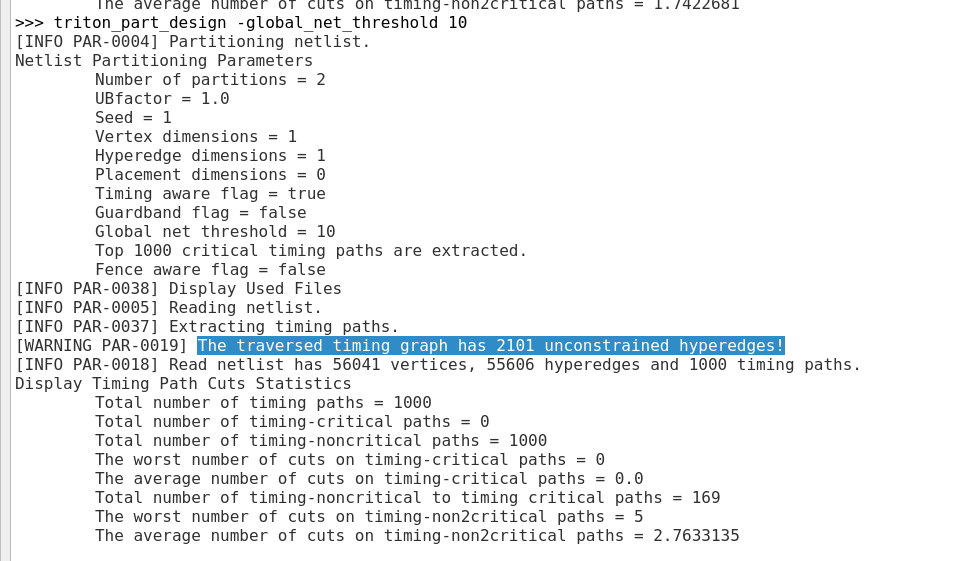 The average number of cuts on timing-non2critical paths = 1.7422681
>>> triton_part_design -global_net_threshold 10
[INFO PAR-0004] Partitioning netlist.
Netlist Partitioning Parameters
Number of partitions = 2
UBfactor = 1.0
Seed = 1
Vertex dimensions = 1
Hyperedge dimensions = 1
Placement dimensions = 0
Timing aware flag = true
Guardband flag = false
Global net threshold = 10
Top 1000 critical timing paths are extracted.
Fence aware flag = false
[INFO PAR-0038] Display Used Files
[INFO PAR-0005] Reading netlist.
[INFO PAR-0037] Extracting timing paths.
[WARNING PAR-0019] The traversed timing graph has 2101 unconstrained hyperedges!
[INFO PAR-0018] Read netlist has 56041 vertices, 55606 hyperedges and 1000 timing paths.
Display Timing Path Cuts Statistics
Total number of timing paths = 1000
Total number of timing-critical paths = 0
Total number of timing-noncritical paths = 1000
The worst number of cuts on timing-critical paths = 0
The average number of cuts on timing-critical paths = 0.0
Total number of timing-noncritical to timing critical paths = 169
The worst number of cuts on timing-non2critical paths = 5
The average number of cuts on timing-non2critical paths = 2.7633135